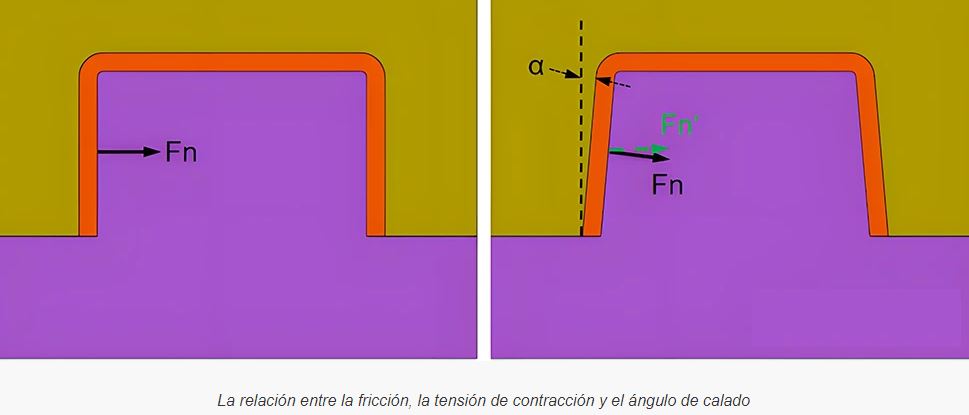 Fn
α
Fn'
Fn
La relación entre la fricción, la tensión de contracción y el ángulo de calado